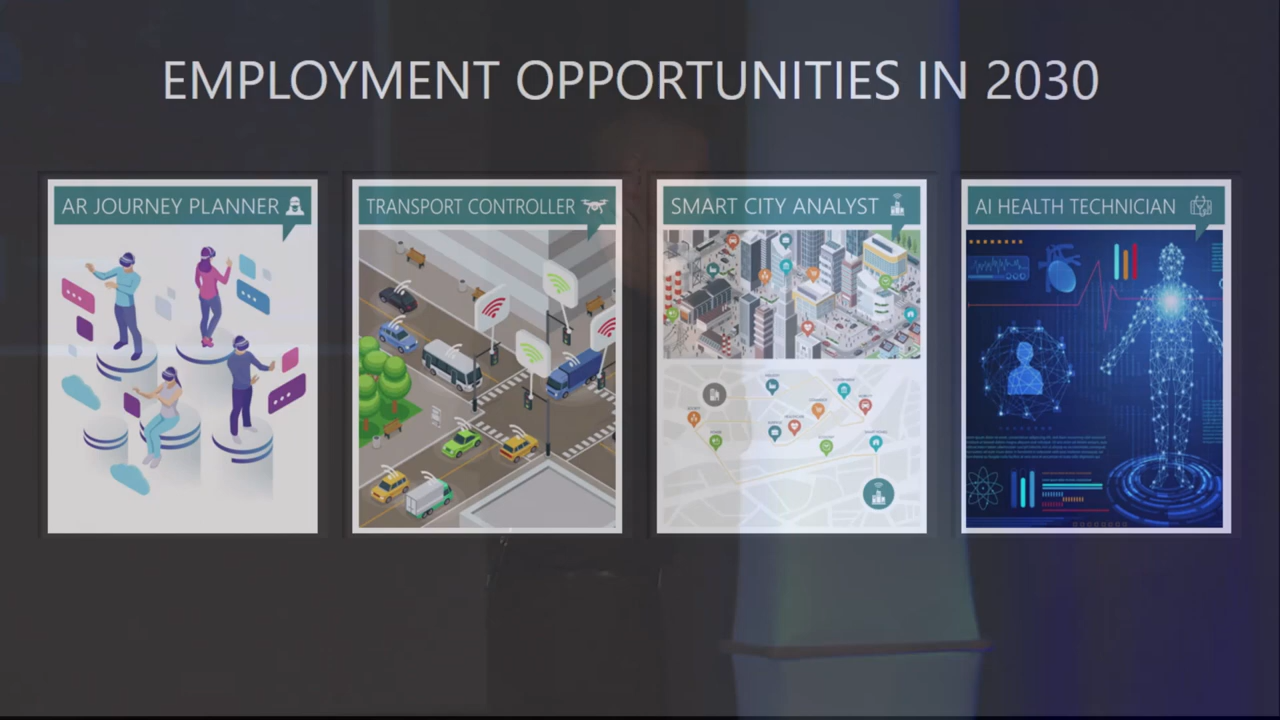 EMPLOYMENT OPPORTUNITIES IN 2030
AR JOURNEY PLANNER
TRANSPORT CONTROLLER
SMART CITY ANALYST
AI HEALTH TECHNICIAN